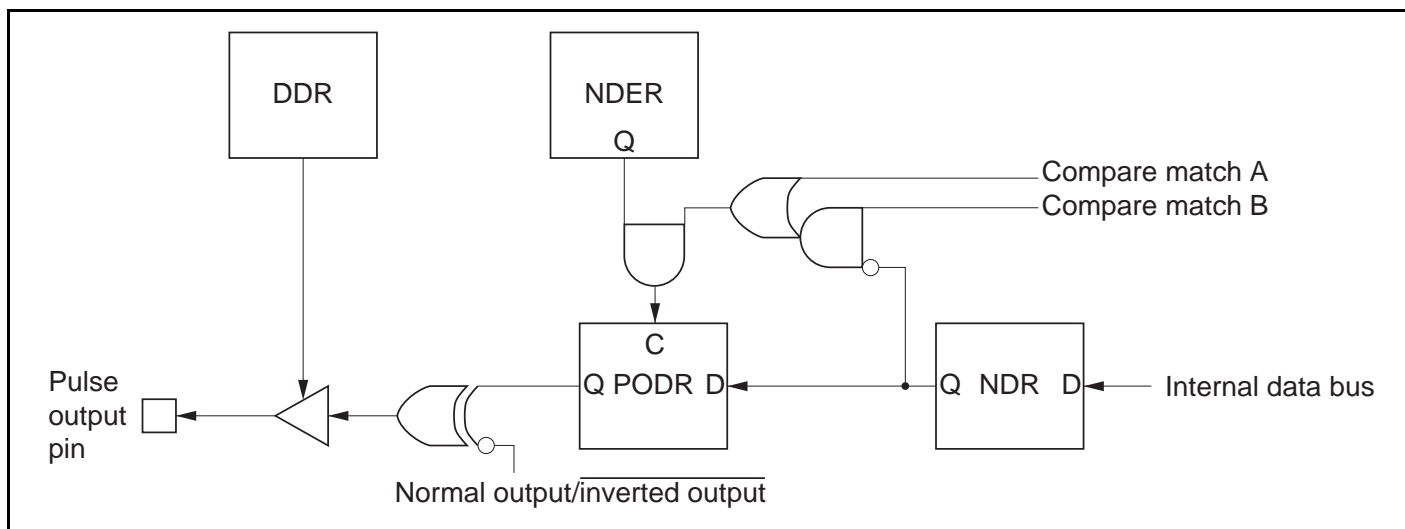 DDR
NDER
Q
Compare match A
Compare match B
C
Q PODR D
Q NDR D
Internal data bus
Pulse
output
pin
Normal output/inverted output